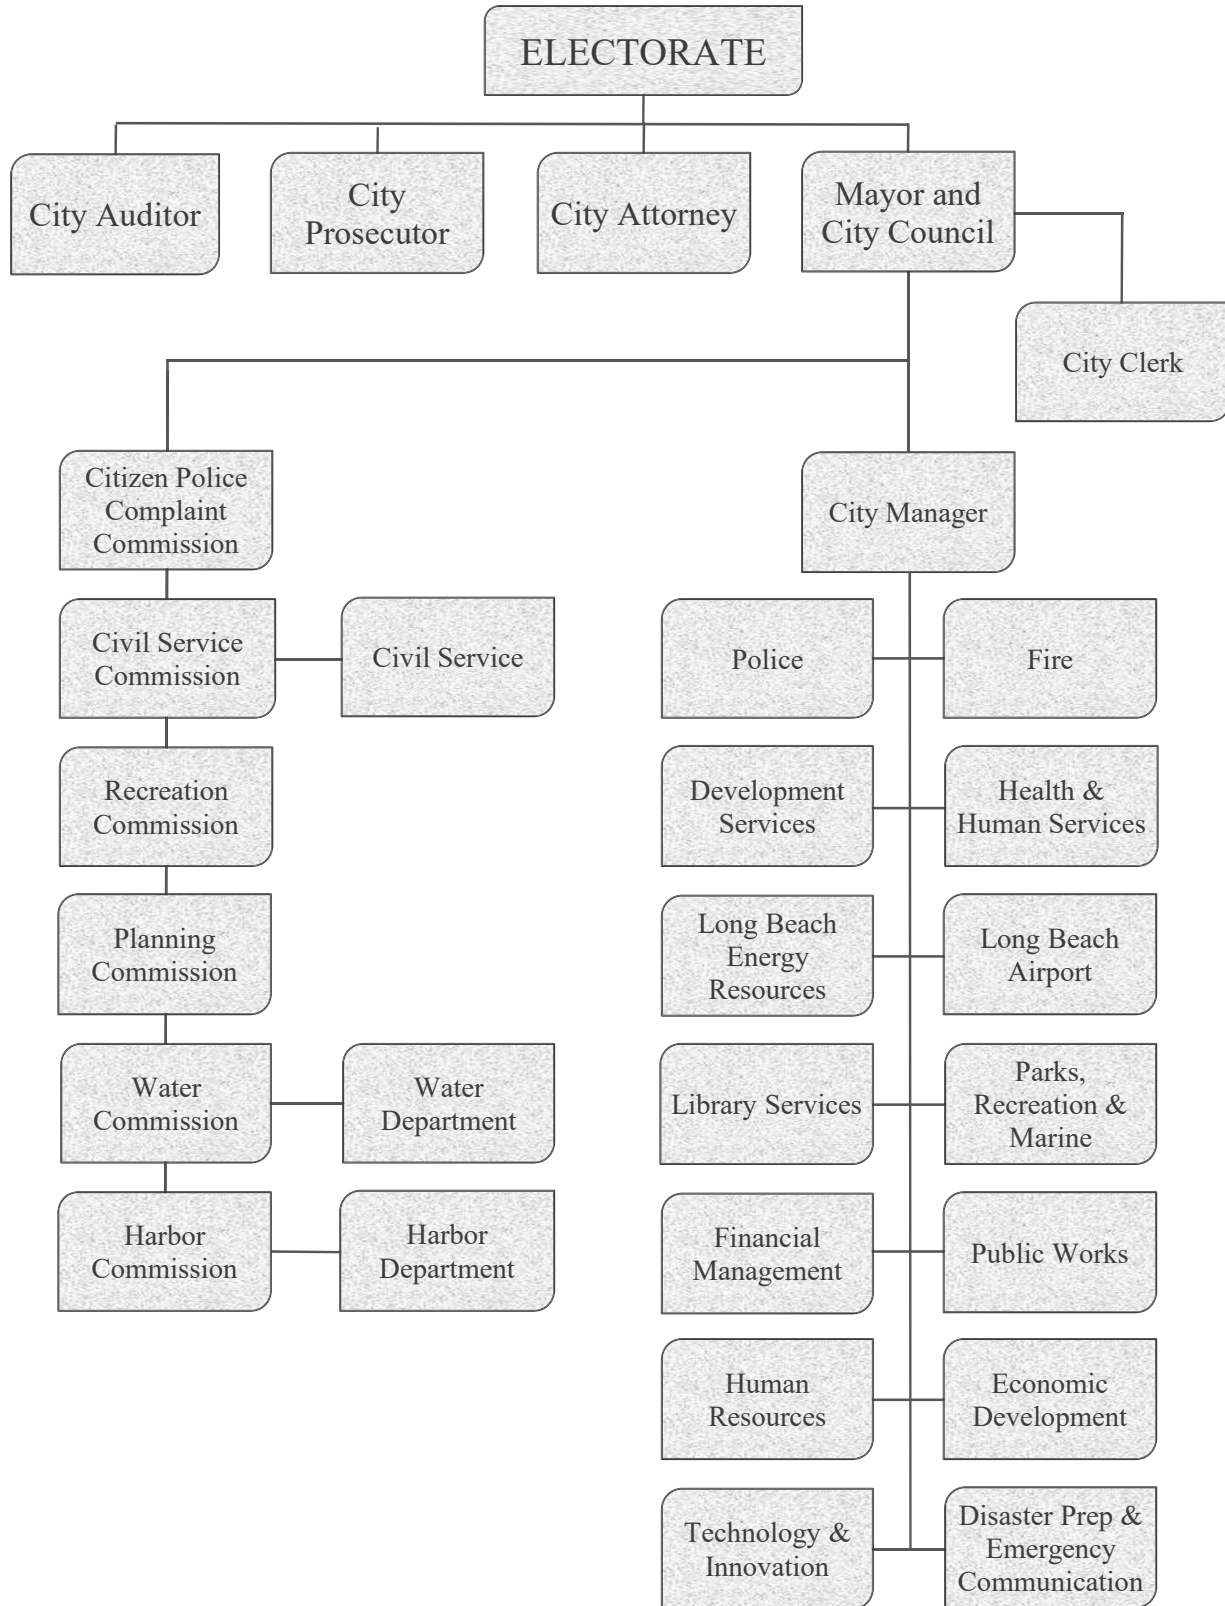 ELECTORATE
City Auditor
City
Prosecutor
City Attorney
Mayor and
City Council
City Clerk
Citizen Police
Complaint
Commission
City Manager
Civil Service
Commission
Civil Service
Police
Fire
Recreation
Commission
Development
Services
Health &
Human Services
Planning
Commission
Long Beach
Energy
Resources
Long Beach
Airport
Water
Commission
Water
Department
Library Services
Parks,
Recreation &
Marine
Harbor
Commission
Harbor
Department
Financial
Management
Public Works
Human
Resources
Economic
Development
Technology &
Innovation
Disaster Prep &
Emergency
Communication